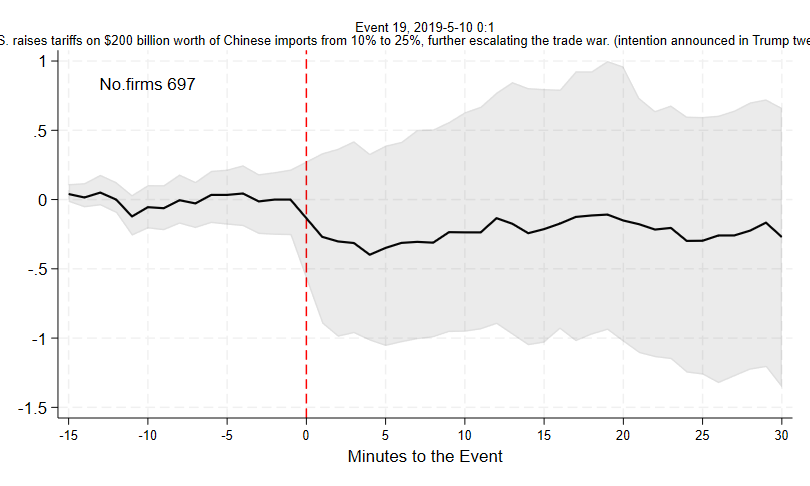 Event 19, 2019-5-10 0:1
S. raises tariffs on $200 billion worth of Chinese imports from 10% to 25%, further escalating the trade war. (intention announced in Trump twe
1
No.firms 697
.5
0
-.5
-1
-1.5
-15 -10 -5 0 5 10 15 20 25 30
Minutes to the Event